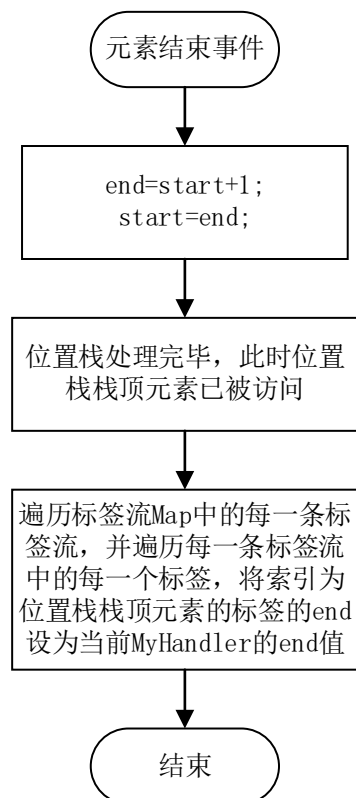 元素结束事件
end=start+1;
start=end;
位置栈处理完毕，此时位置
栈栈顶元素已被访问
遍历标签流Map中的每一条标
签流，并遍历每一条标签流
中的每一个标签，将索引为
位置栈栈顶元素的标签的end
设为当前MyHandler的end值
结束